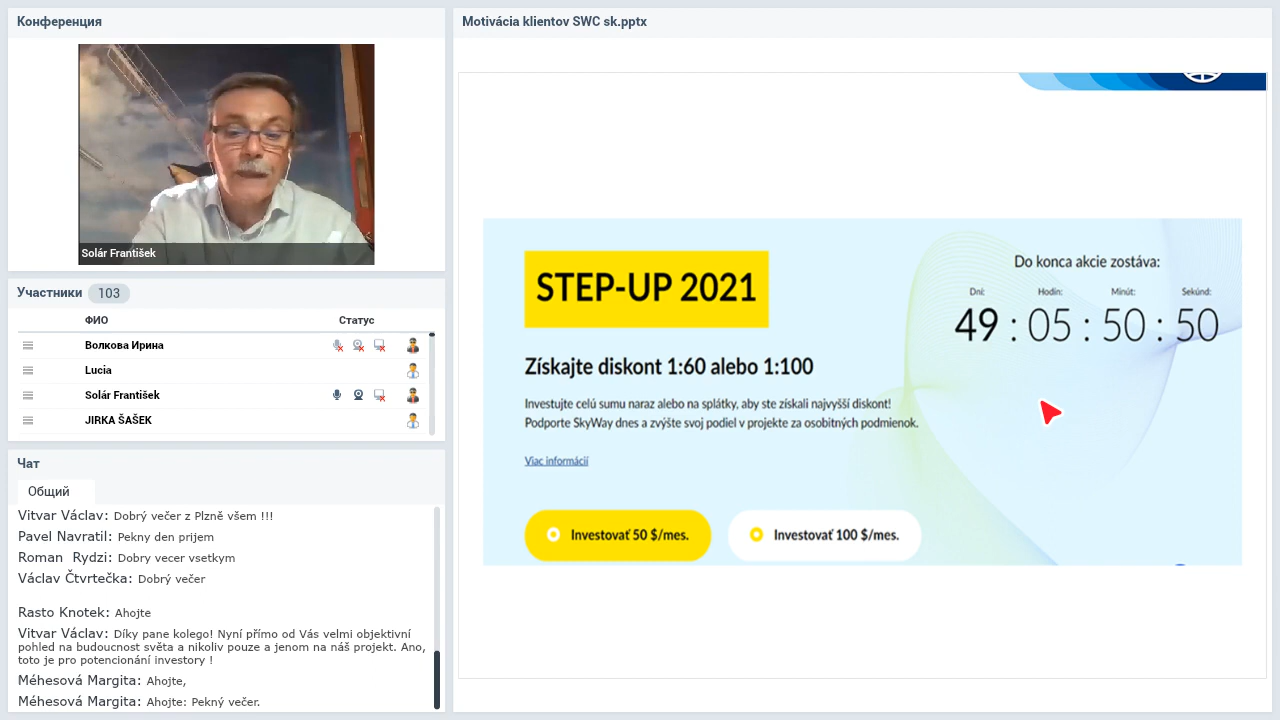 Конференция
Solár František
Участники 103
ФИО Статус
Волкова Ирина
Lucia
Solár František
JIRKA ŠAŠEK
Чат
Общий
Vitvar Václav: Dobrý večer z Plzně všem !!!
Pavel Navratil: Pekny den prijem
Roman Rydzi: Dobry vecer vsetkym
Václav Čtvrtečka: Dobrý večer
Rasto Knotek: Ahojte
Vitvar Václav: Díky pane kolego! Nyní přímo od Vás velmi objektivní
pohled na budoucnost světa a nikoliv pouze a jenom na náš projekt. Ano,
toto je pro potencionání investory !
Méhesová Margita: Ahojte,
Méhesová Margita: Ahojte: Pekný večer.
Motivácia klientov SWC sk.pptx
STEP-UP 2021
Do konca akcie zostáva:
Dní: Hodín: Minút: Sekúnd:
49 : 05 : 50 : 50
Získajte diskont 1:60 alebo 1:100
Investujte celú sumu naraz alebo na splátky, aby ste získali najvyšší diskont!
Podporte SkyWay dnes a zvýšte svoj podiel v projekte za osobitných podmienok.
Viac informácií
Investovať 50 $/mes. Investovať 100 $/mes.